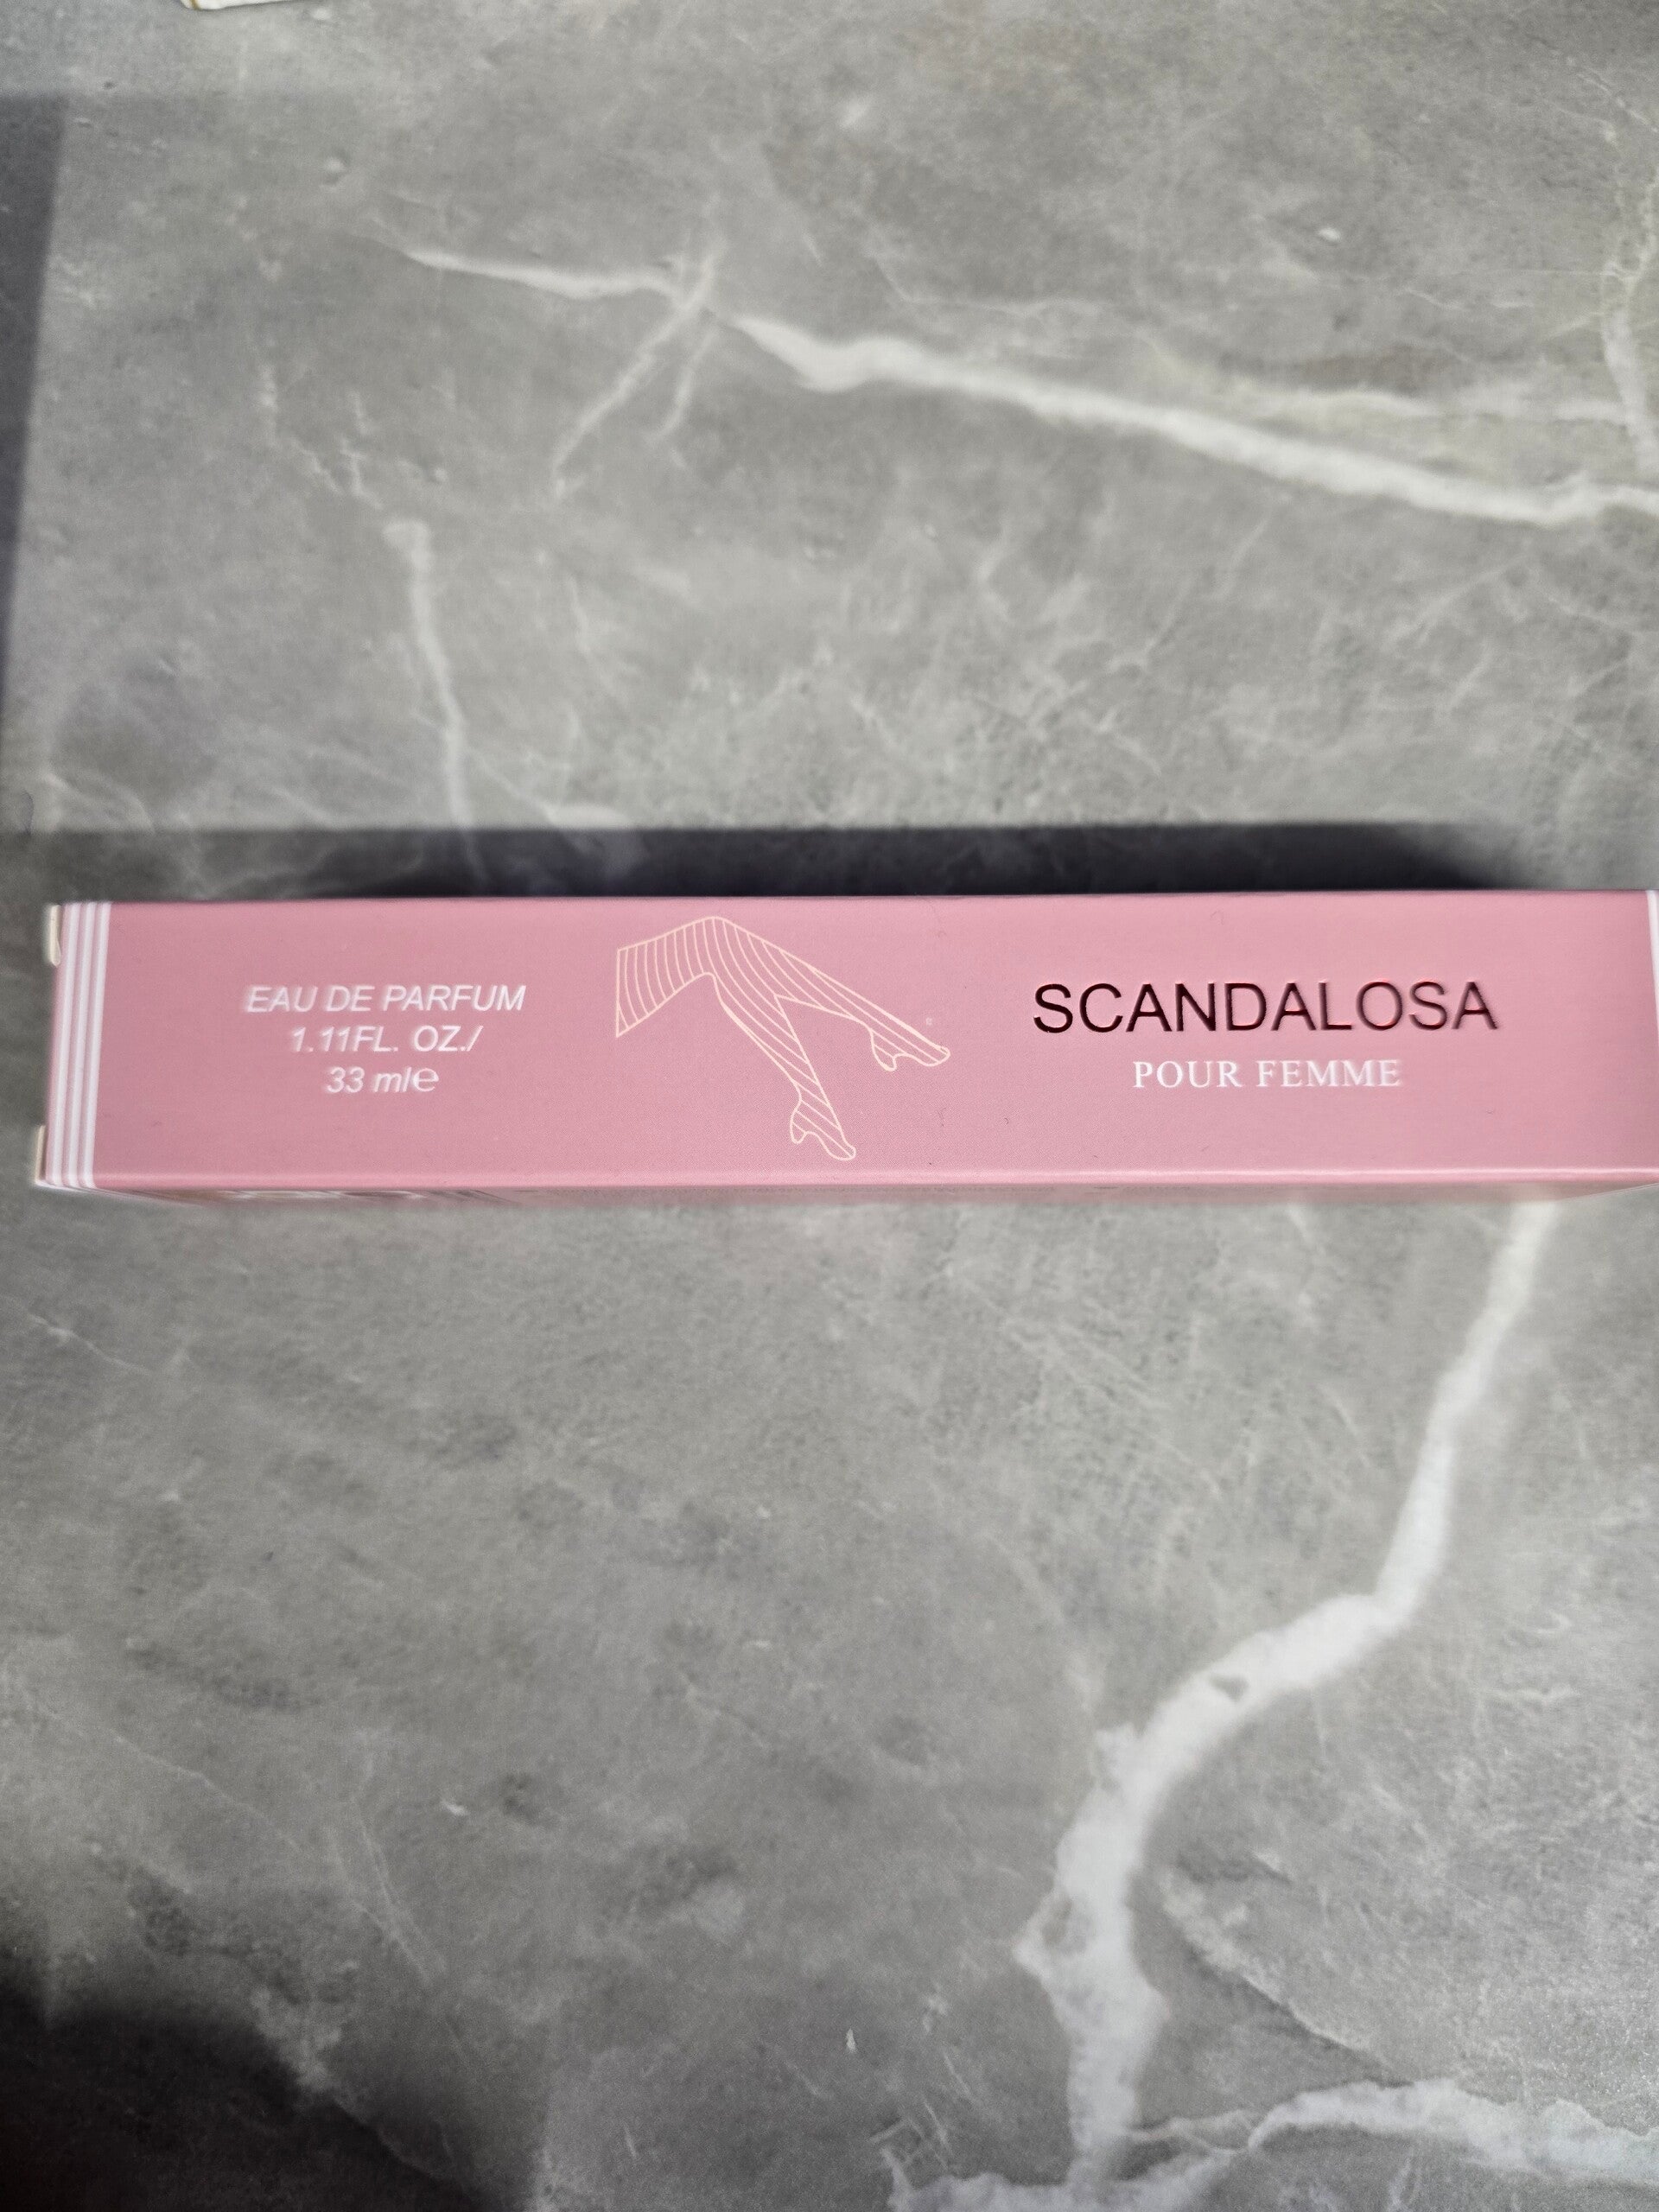 EAU DE PARFUM
1.11FL. OZ./
33 ml℮
SCANDALOSA
POUR FEMME